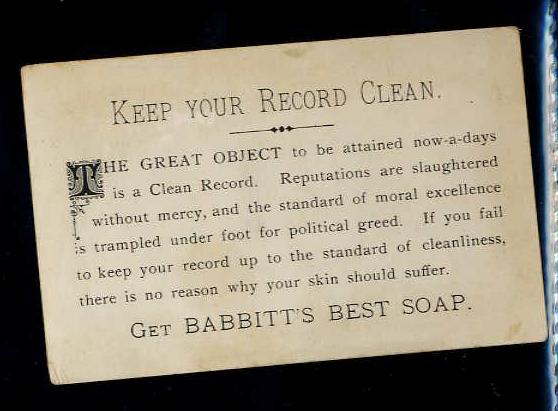 KEEP YOUR RECORD CLEAN.
THE GREAT OBJECT to be attained now-a-days
is a Clean Record. Reputations are slaughtered
without mercy, and the standard of moral excellence
is trampled under foot for political greed. If you fail
to keep your record up to the standard of cleanliness,
there is no reason why your skin should suffer.
GET BABBITT'S BEST SOAP.